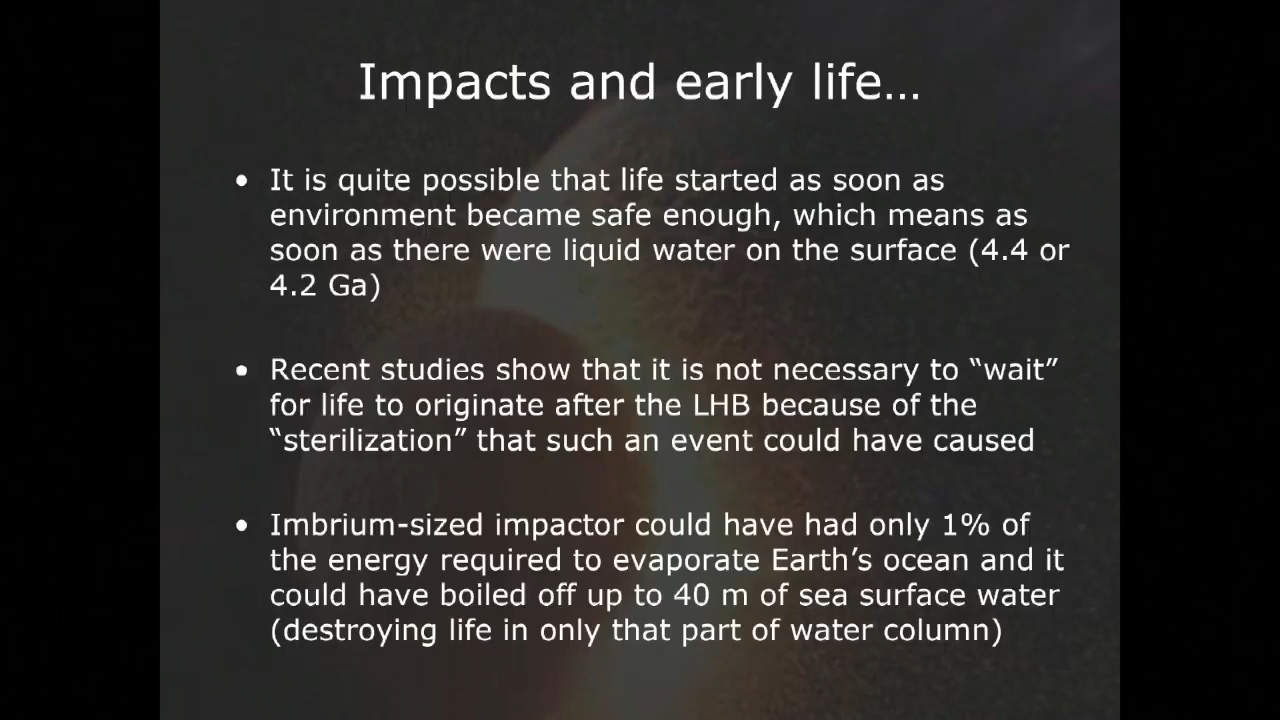 Impacts and early life…
• It is quite possible that life started as soon as
environment became safe enough, which means as
soon as there were liquid water on the surface (4.4 or
4.2 Ga)
• Recent studies show that it is not necessary to “wait”
for life to originate after the LHB because of the
“sterilization” that such an event could have caused
• Imbrium-sized impactor could have had only 1% of
the energy required to evaporate Earth’s ocean and it
could have boiled off up to 40 m of sea surface water
(destroying life in only that part of water column)